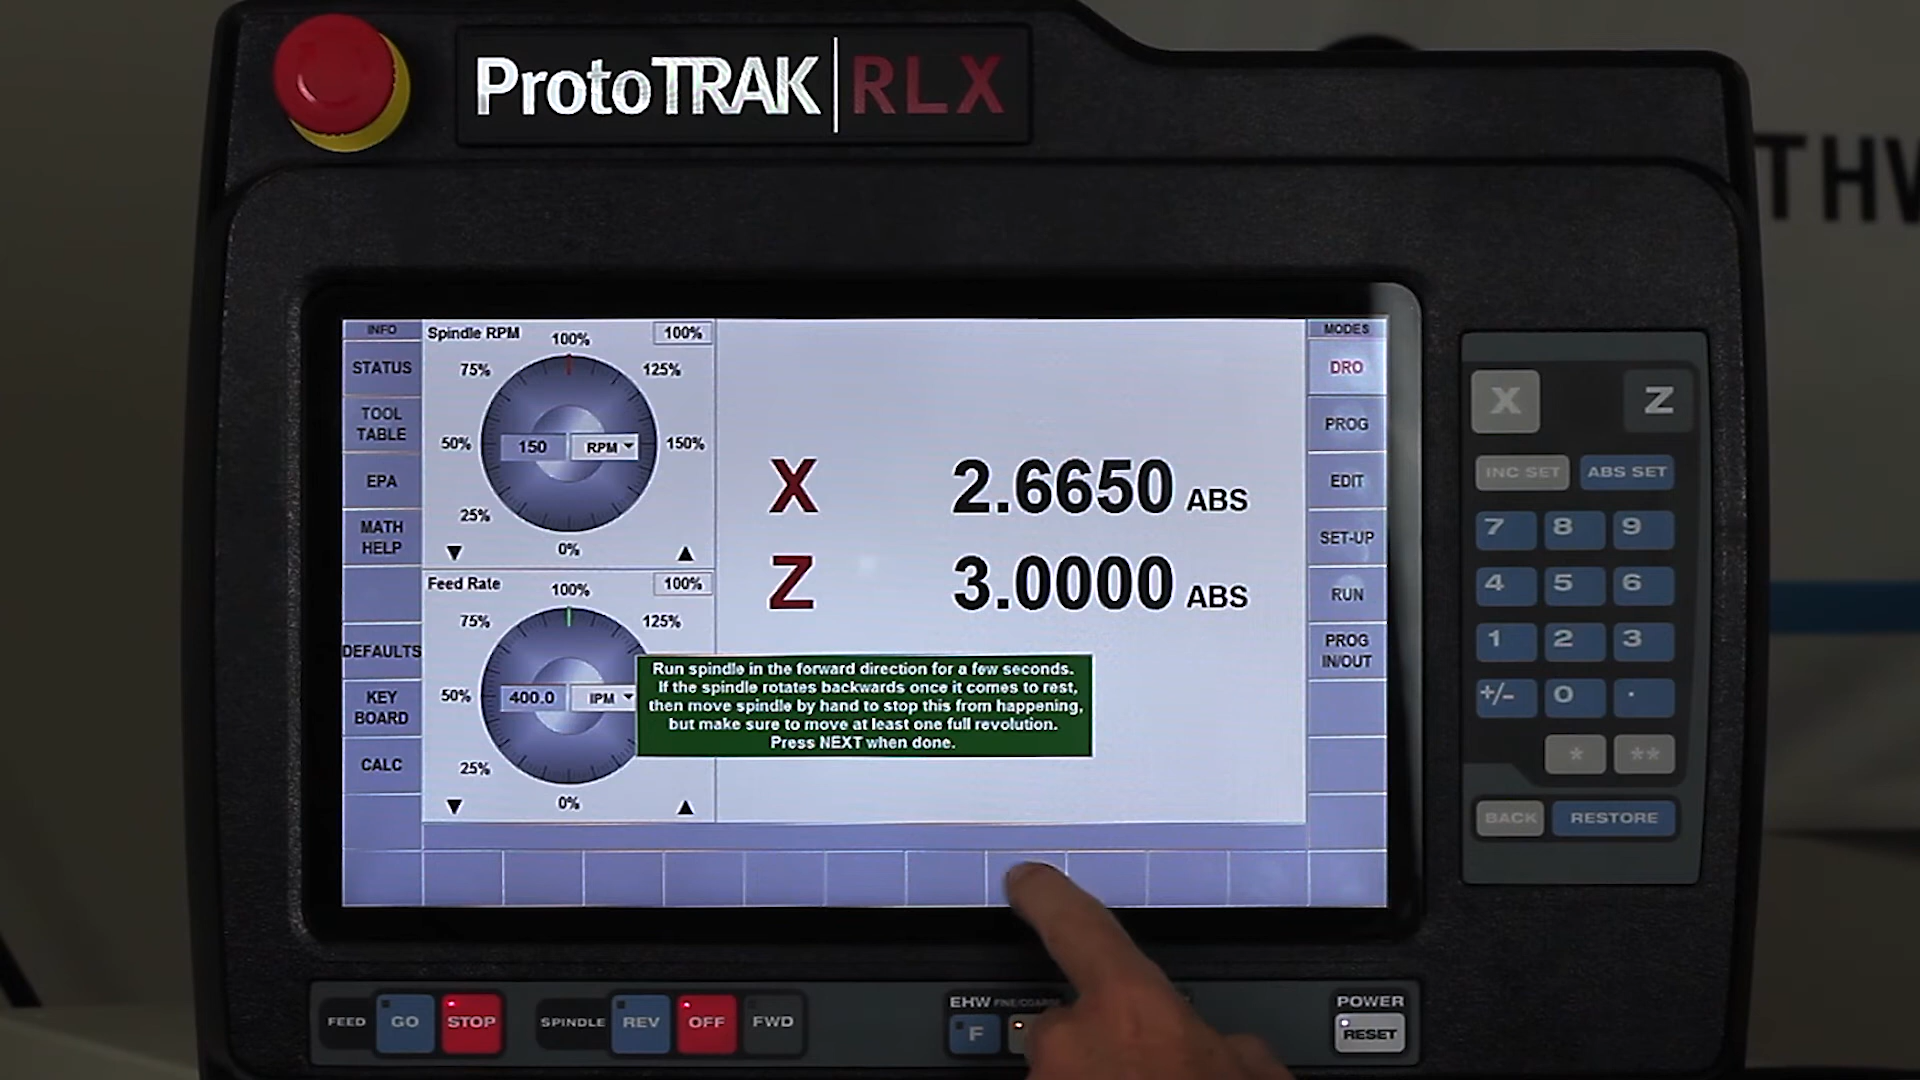 ProtoTRAK RLX
THW
INFO
STATUS
TOOL
TABLE
EPA
MATH
HELP
DEFAULTS
KEY
BOARD
CALC
Spindle RPM
100%
100%
75%
125%
50%
150 RPM
150%
25%
0%
Feed Rate
100%
100%
75%
125%
50%
400.0 IPM
25%
0%
X 2.6650 ABS
Z 3.0000 ABS
Run spindle in the forward direction for a few seconds.
If the spindle rotates backwards once it comes to rest,
then move spindle by hand to stop this from happening,
but make sure to move at least one full revolution.
Press NEXT when done.
MODES
DRO
PROG
EDIT
SET-UP
RUN
PROG
IN/OUT
X Z
INC SET ABS SET
7 8 9
4 5 6
1 2 3
+/- 0 .
* **
BACK RESTORE
FEED GO STOP
SPINDLE REV OFF FWD
EHW FINE/COARSE
F
POWER
RESET